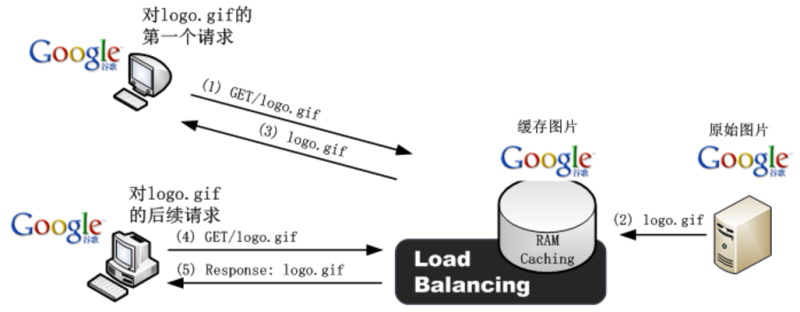 对logo.gif的
第一个请求
Google
谷歌
(1) GET/logo.gif
(3) logo.gif
缓存图片
Google
谷歌
原始图片
Google
谷歌
对logo.gif
的后续请求
Google
谷歌
(4) GET/logo.gif
(5) Response: logo.gif
(2) logo.gif
RAM
Caching
Load
Balancing